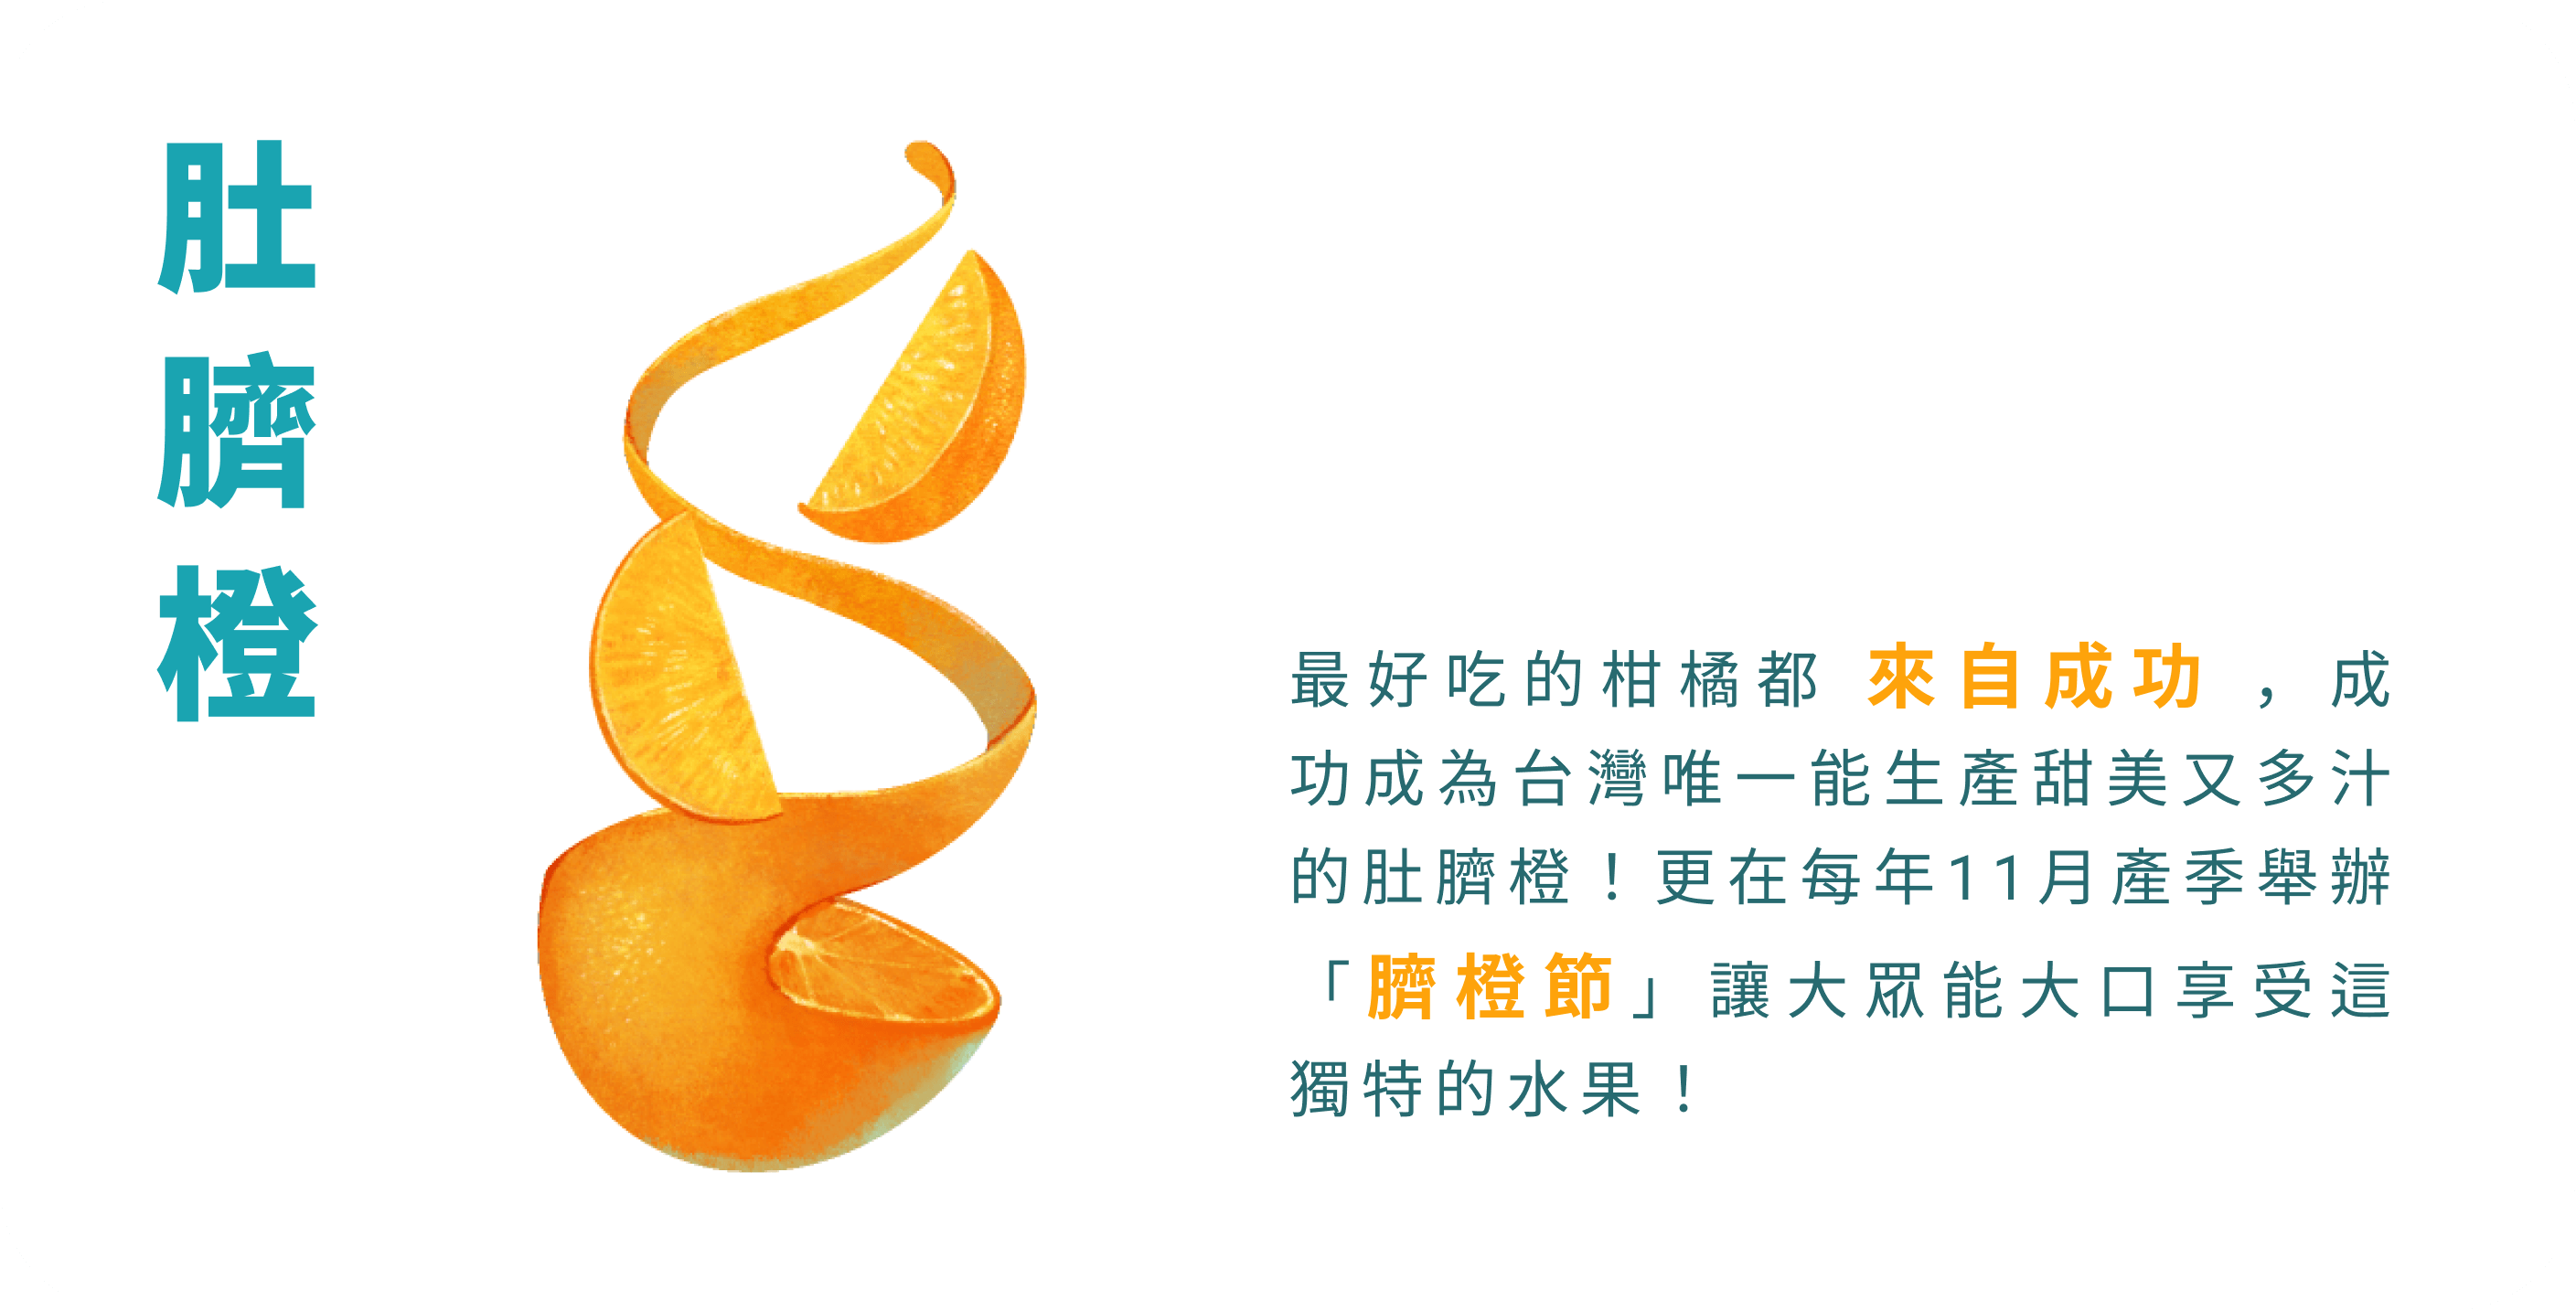 肚臍橙
最好吃的柑橘都 來自成功 ，成
功成為台灣唯一能生產甜美又多汁
的肚臍橙！更在每年11月產季舉辦
「臍橙節」讓大眾能大口享受這
獨特的水果！